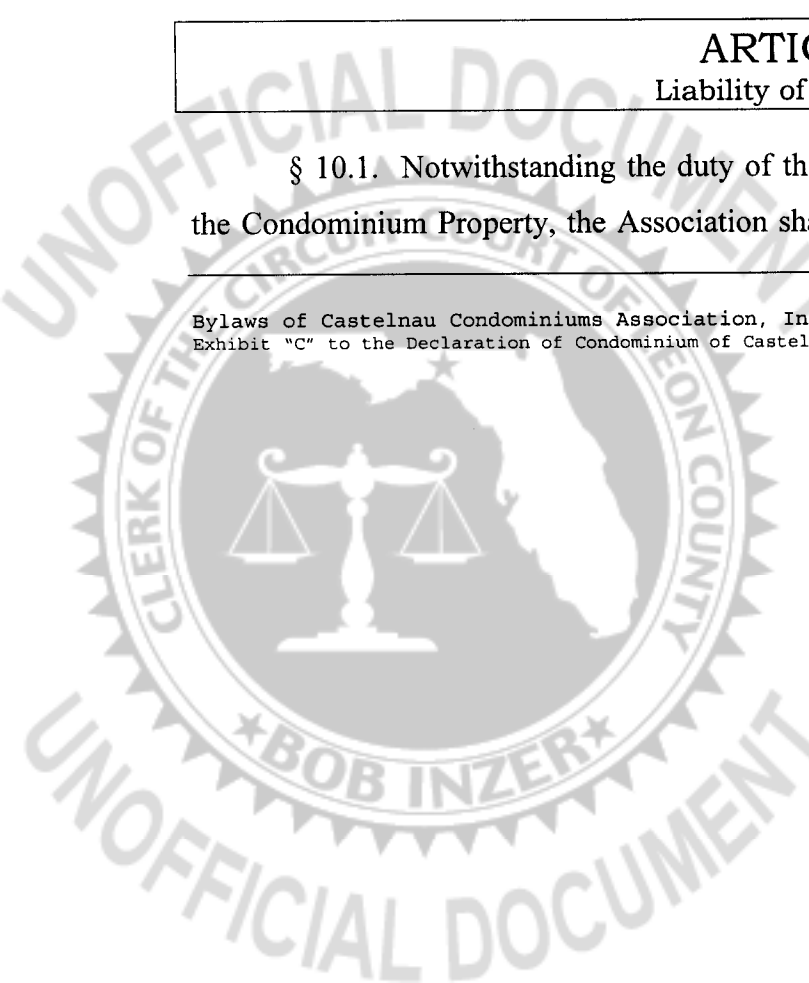 ARTIC
Liability of
§ 10.1. Notwithstanding the duty of th
the Condominium Property, the Association sha
Bylaws of Castelnau Condominiums Association, In
Exhibit "C" to the Declaration of Condominium of Castel
UNOFFICIAL DOCUMENT
CLERK OF THE CIRCUIT COURT OF LEON COUNTY
★BOB INZER★
UNOFFICIAL DOCUMENT